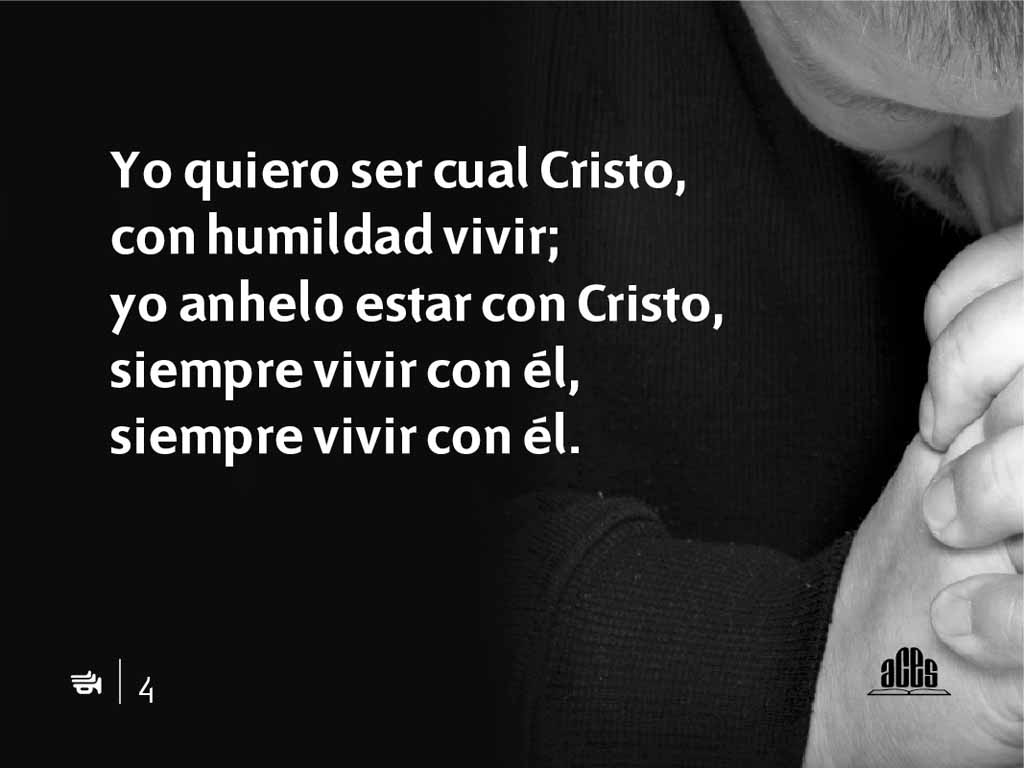 Yo quiero ser cual Cristo,
con humildad vivir;
yo anhelo estar con Cristo,
siempre vivir con él,
siempre vivir con él.
4
aces